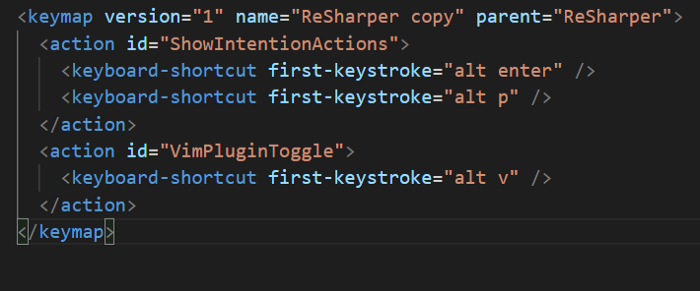 <keymap version="1" name="ReSharper copy" parent="ReSharper">
<action id="ShowIntentionActions">
<keyboard-shortcut first-keystroke="alt enter" />
<keyboard-shortcut first-keystroke="alt p" />
</action>
<action id="VimPluginToggle">
<keyboard-shortcut first-keystroke="alt v" />
</action>
</keymap>